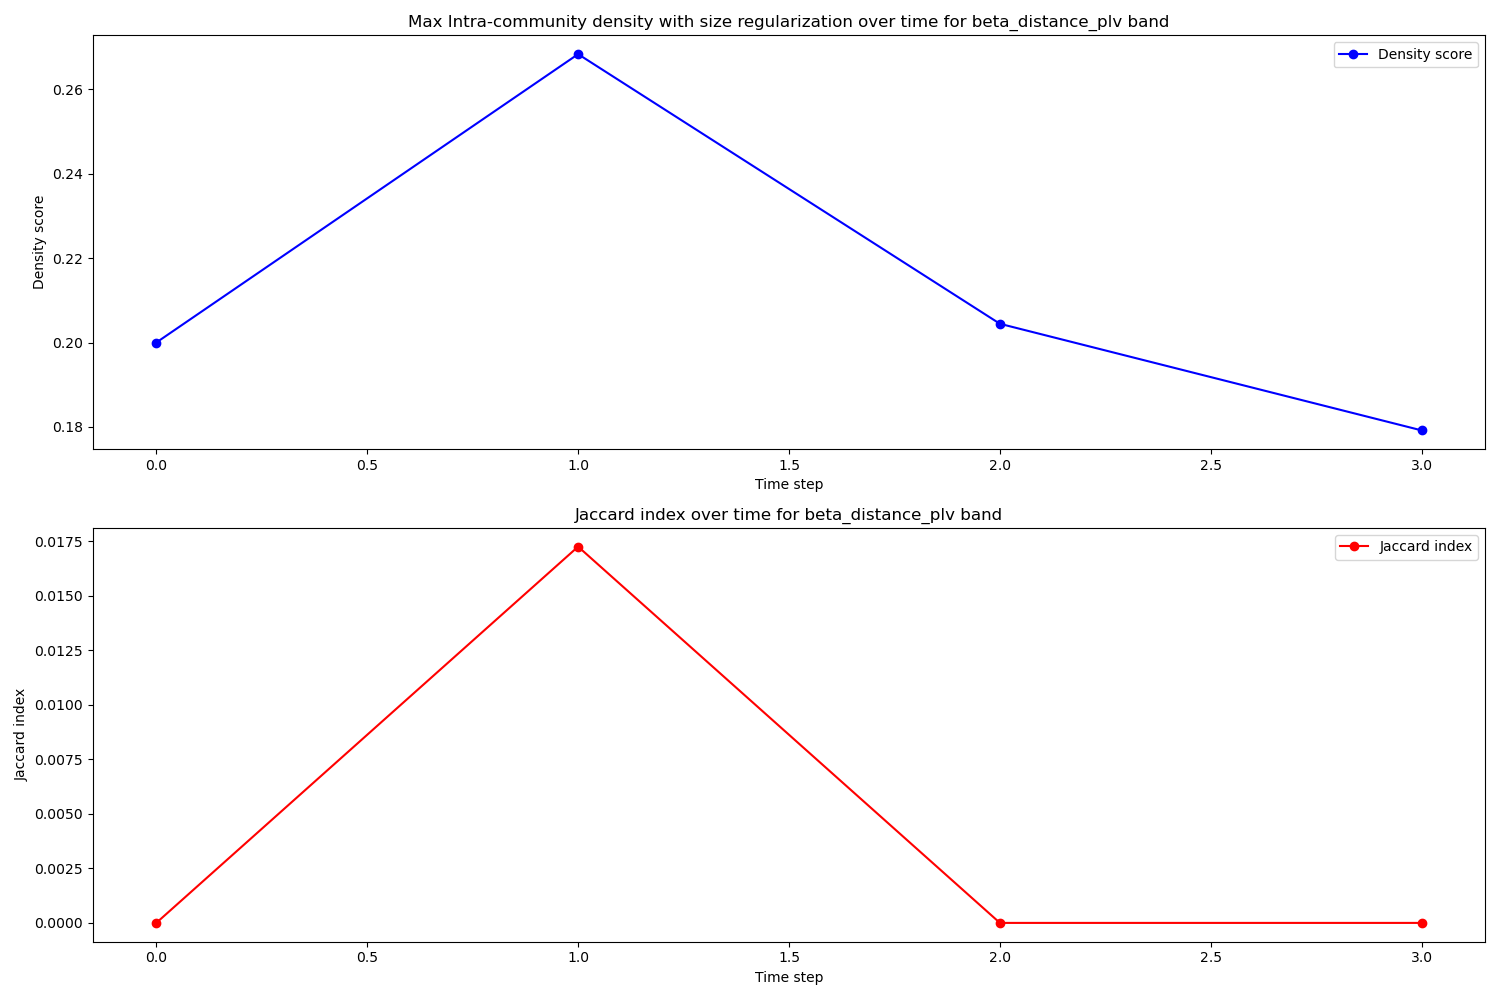 Max Intra-community density with size regularization over time for beta_distance_plv band
Density score
0.26
0.24
0.22
0.20
0.18
Density score
0.0 0.5 1.0 1.5 2.0 2.5 3.0
Time step
Jaccard index over time for beta_distance_plv band
Jaccard index
0.0175
0.0150
0.0125
0.0100
0.0075
0.0050
0.0025
0.0000
Jaccard index
0.0 0.5 1.0 1.5 2.0 2.5 3.0
Time step